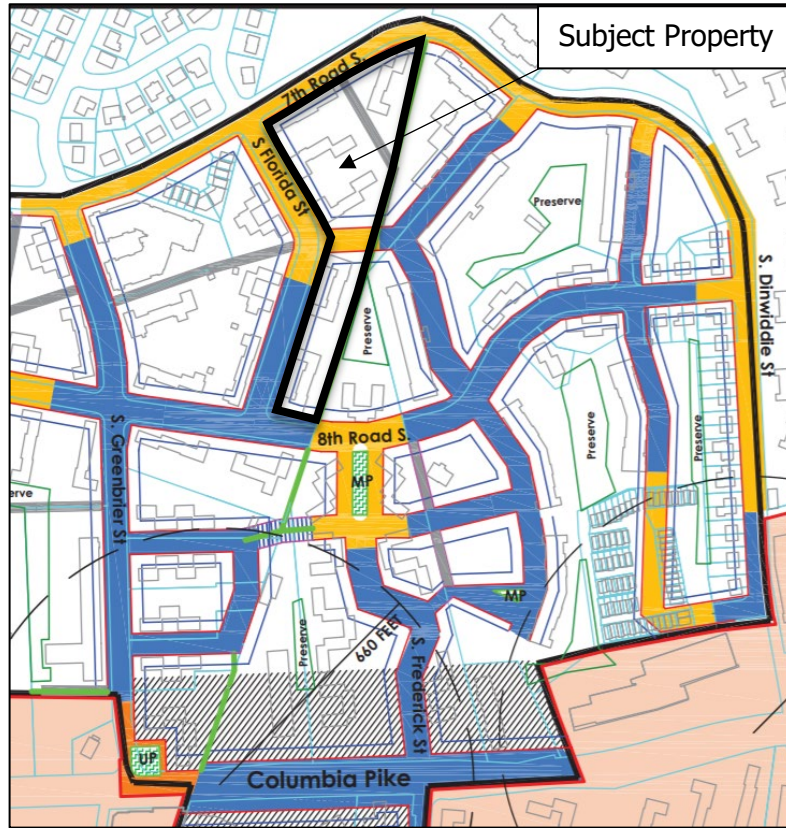 Subject Property
7th Road S.
S Florida St
Preserve
S. Dinwiddie St
Preserve
8th Road S.
S. Greenbrier St
MP
Preserve
Preserve
erve
MP
Preserve
660 FEET
S. Frederick St
UP
Columbia Pike